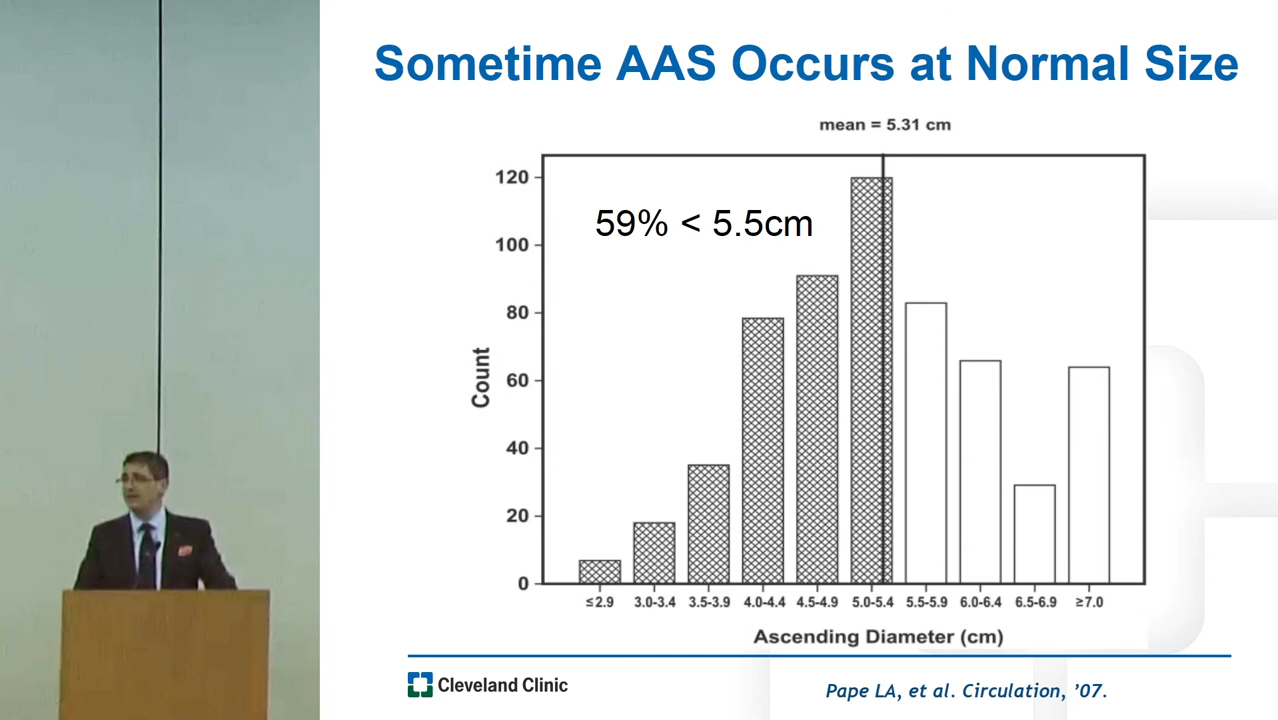 Sometime AAS Occurs at Normal Size
mean = 5.31 cm
59% < 5.5cm
120
100
80
60
40
20
0
Count
≤2.9 3.0-3.4 3.5-3.9 4.0-4.4 4.5-4.9 5.0-5.4 5.5-5.9 6.0-6.4 6.5-6.9 ≥7.0
Ascending Diameter (cm)
Cleveland Clinic
Pape LA, et al. Circulation, ’07.